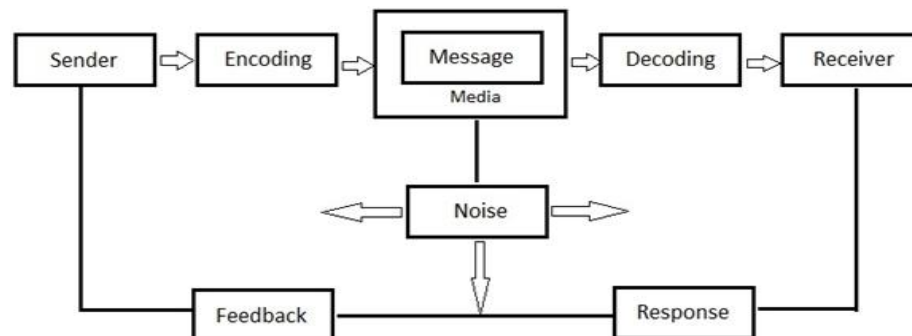 Sender
Encoding
Message
Media
Decoding
Receiver
Noise
Feedback
Response